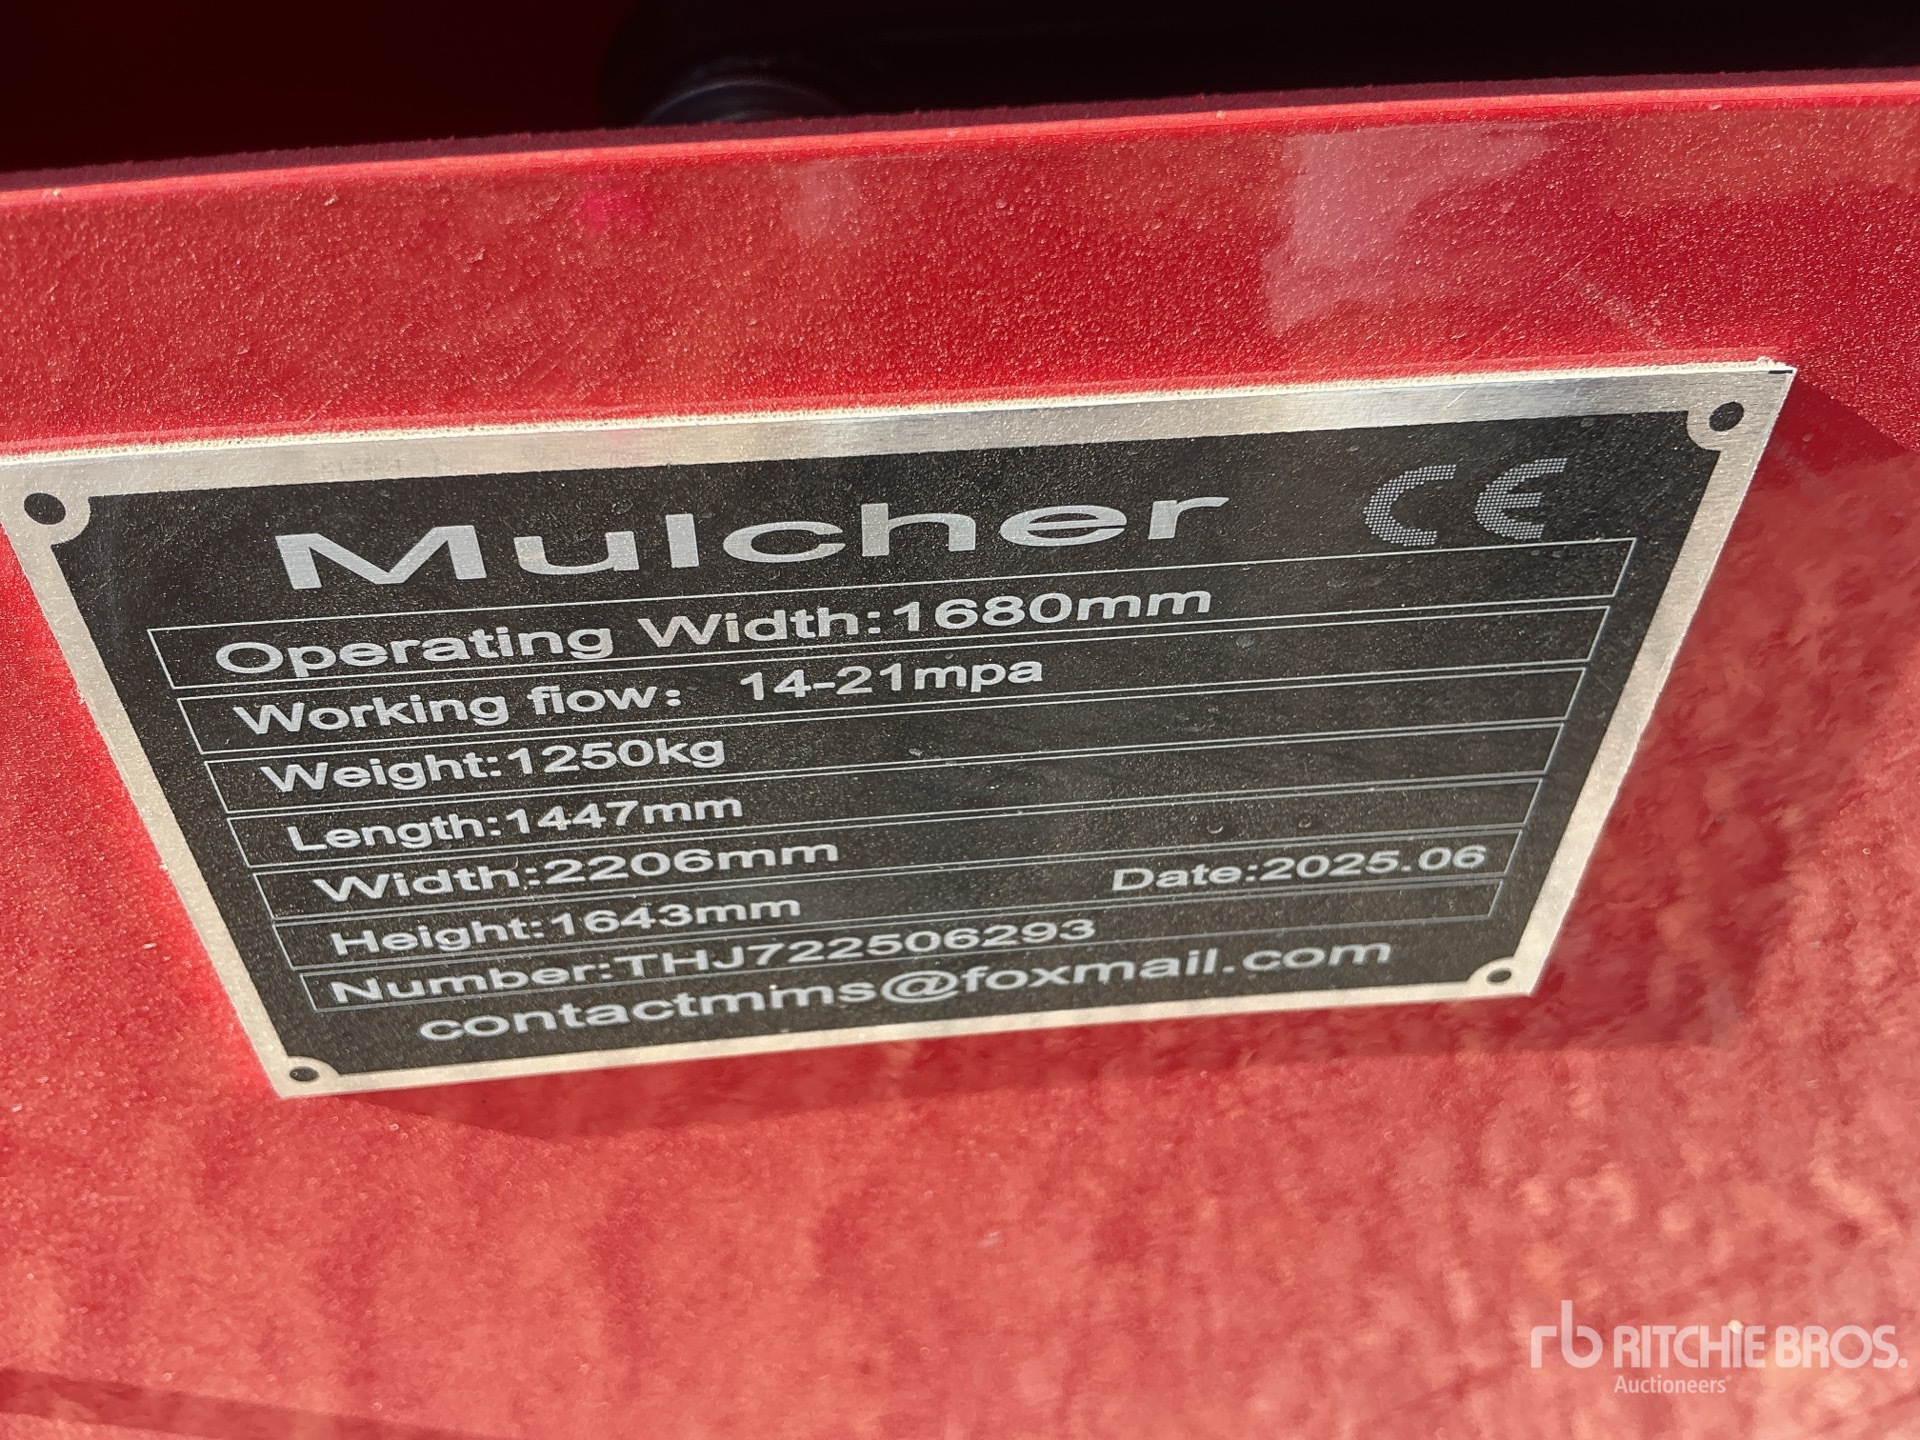 Mulcher CE
Operating Width:1680mm
Working flow: 14-21mpa
Weight:1250kg
Length:1447mm
Width:2206mm
Height:1643mm Date:2025.06
Number:THJ722506293
contactmms@foxmail.com
rb RITCHIE BROS.
Auctioneers